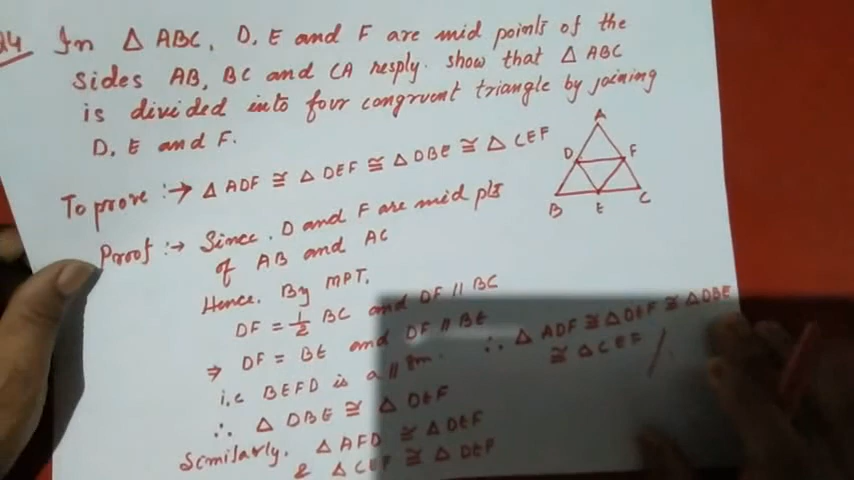 24 In △ ABC, D, E and F are mid points of the
sides AB, BC and CA resply. show that △ ABC
is divided into four congruent triangle by joining
D, E and F.
To prove :→ △ ADF ≅ △ DEF ≅ △ DBE ≅ △ CEF
A
D F
B E C
Proof :→ Since, D and F are mid pts
of AB and AC
Hence. By MPT.
DF = 1/2 BC and DF // BC
⇒ DF = BE and DF // BE
i.e BEFD is a //gm.
∴ △ DBE ≅ △ DEF
Similarly. △ AFD ≅ △ DEF
& △ CEF ≅ △ DEF
∴ △ ADF ≅ △ DEF ≅ △ DBE
≅ △ CEF //